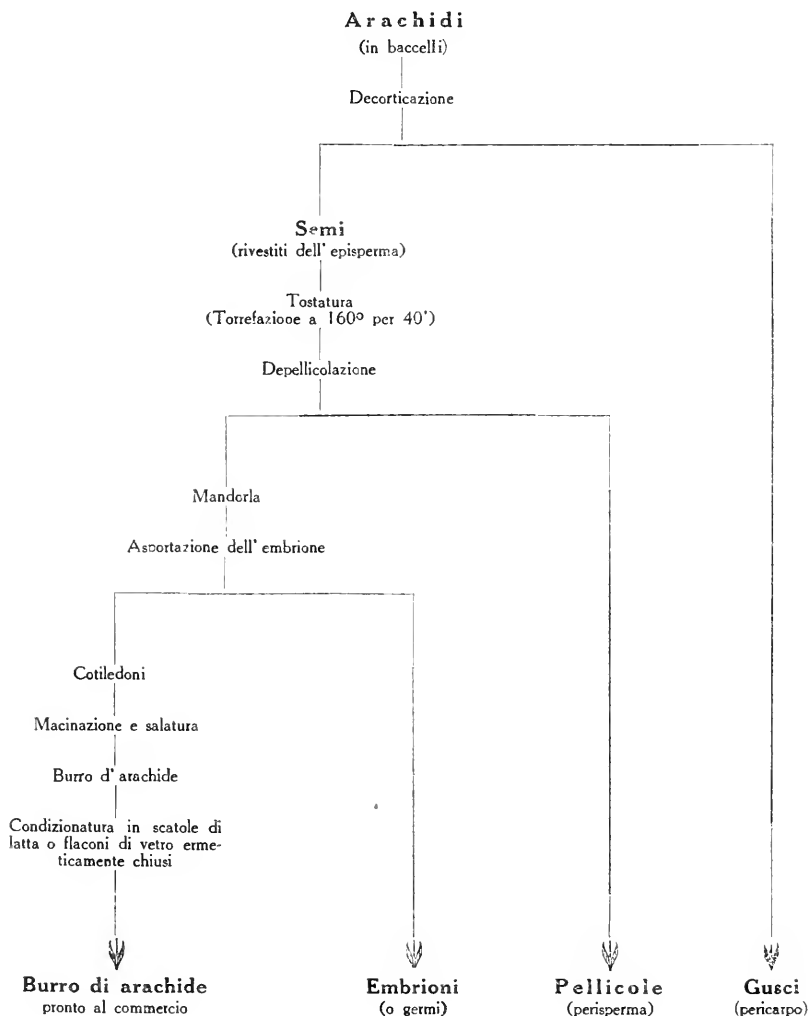 Arachidi
(in baccelli)
Decorticazione
Semi
(rivestiti dell' episperma)
Tostatura
(Torrefazione a 160° per 40')
Depellicolazione
Mandorla
Asportazione dell' embrione
Cotiledoni
Macinazione e salatura
Burro d' arachide
Condizionatura in scatole di
latta o flaconi di vetro erme-
ticamente chiusi
Burro di arachide
pronto al commercio
Embrioni
(o germi)
Pellicole
(perisperma)
Gusci
(pericarpo)